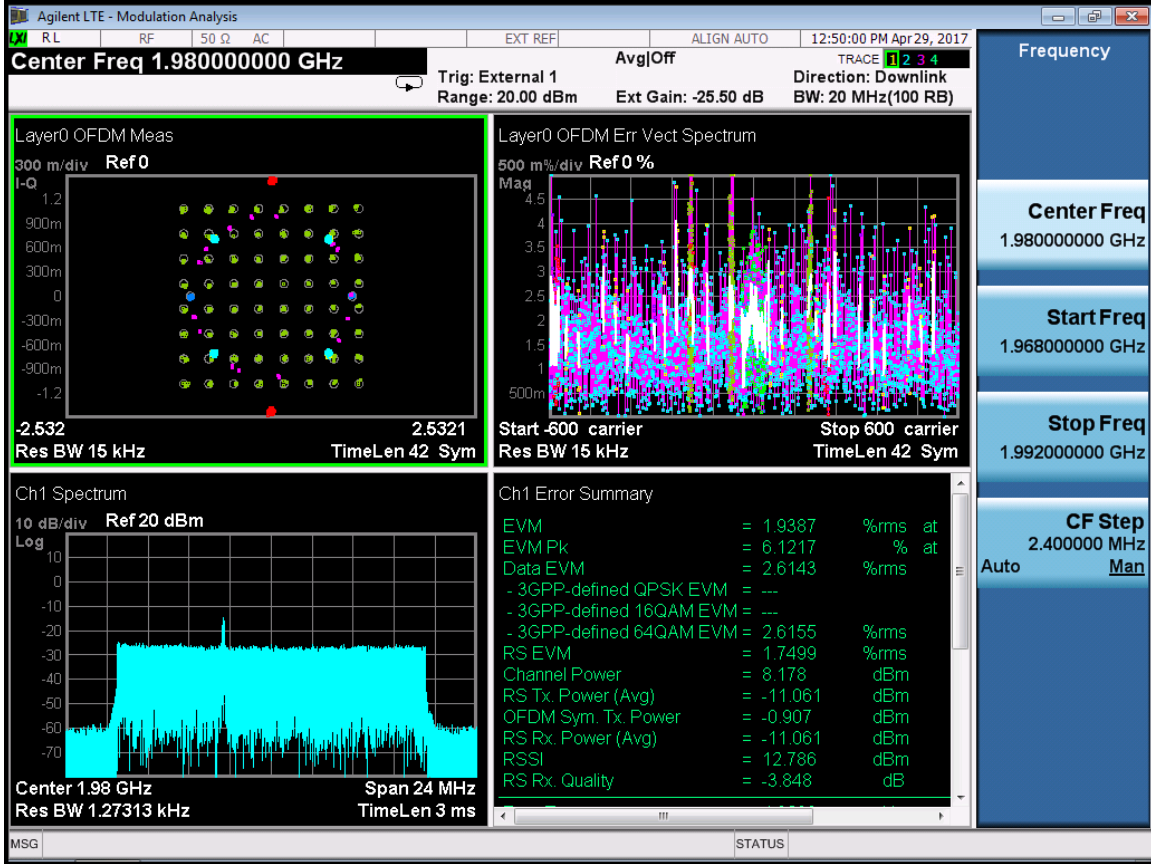 Agilent LTE - Modulation Analysis
LXI RL RF 50 Ω AC EXT REF ALIGN AUTO 12:50:00 PM Apr 29, 2017
Center Freq 1.980000000 GHz
Avg|Off
TRACE 1 2 3 4
Trig: External 1
Direction: Downlink
Range: 20.00 dBm Ext Gain: -25.50 dB BW: 20 MHz(100 RB)
Layer0 OFDM Meas
300 m/div Ref 0
I-Q
1.2
900m
600m
300m
0
-300m
-600m
-900m
-1.2
-2.532 2.5321
Res BW 15 kHz TimeLen 42 Sym
Layer0 OFDM Err Vect Spectrum
500 m%/div Ref 0 %
Mag
4.5
4
3.5
3
2.5
2
1.5
1
500m
Start -600 carrier Stop 600 carrier
Res BW 15 kHz TimeLen 42 Sym
Ch1 Spectrum
10 dB/div Ref 20 dBm
Log
10
0
-10
-20
-30
-40
-50
-60
-70
Center 1.98 GHz Span 24 MHz
Res BW 1.27313 kHz TimeLen 3 ms
Ch1 Error Summary
EVM = 1.9387 %rms at
EVM Pk = 6.1217 % at
Data EVM = 2.6143 %rms
- 3GPP-defined QPSK EVM = ---
- 3GPP-defined 16QAM EVM = ---
- 3GPP-defined 64QAM EVM = 2.6155 %rms
RS EVM = 1.7499 %rms
Channel Power = 8.178 dBm
RS Tx. Power (Avg) = -11.061 dBm
OFDM Sym. Tx. Power = -0.907 dBm
RS Rx. Power (Avg) = -11.061 dBm
RSSI = 12.786 dBm
RS Rx. Quality = -3.848 dB
Frequency
Center Freq
1.980000000 GHz
Start Freq
1.968000000 GHz
Stop Freq
1.992000000 GHz
CF Step
2.400000 MHz
Auto Man
MSG STATUS